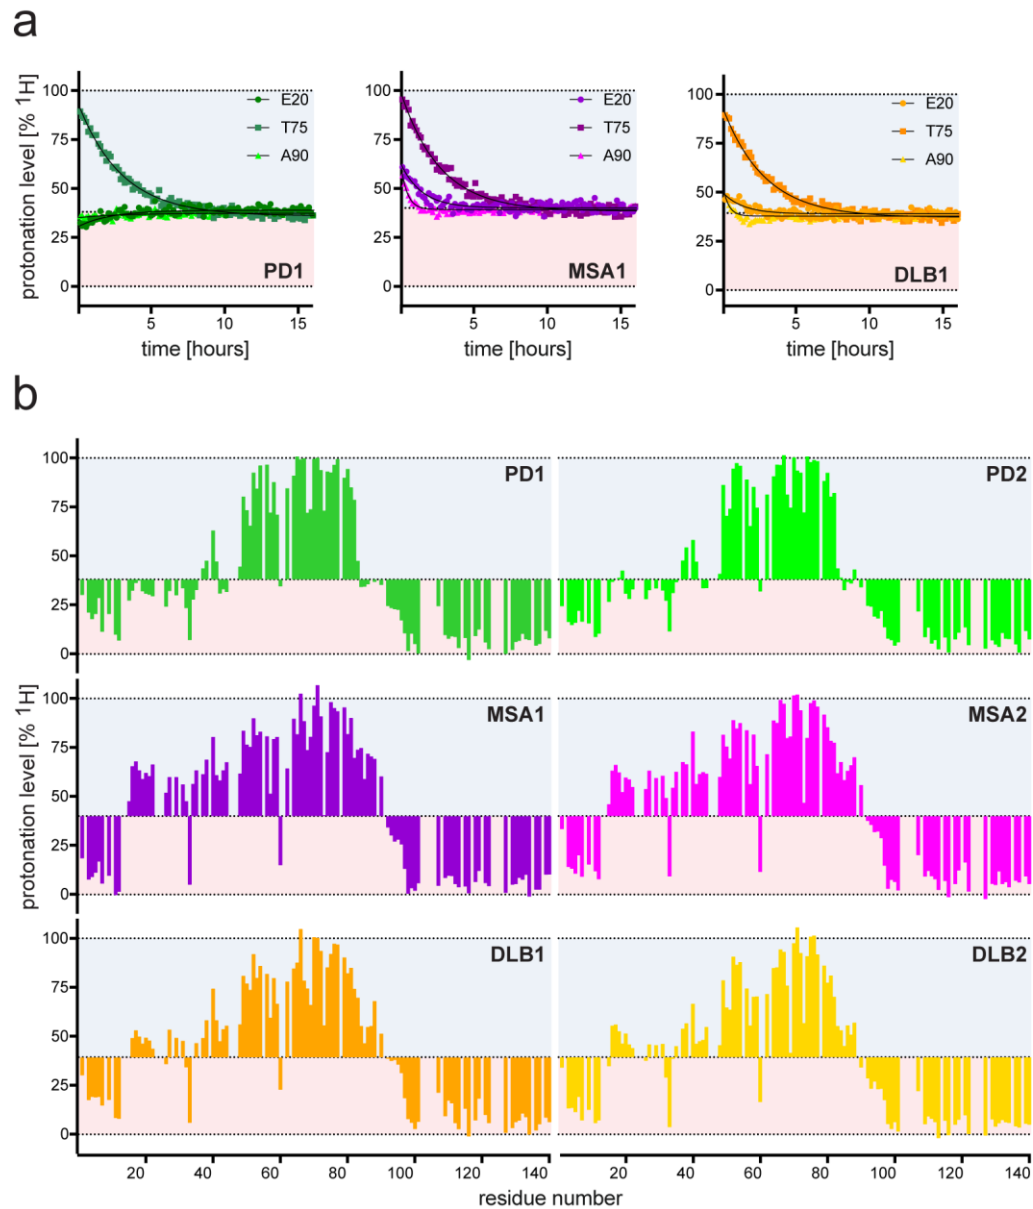 a
protonation level [% ¹H]
100
75
50
25
0
E20
T75
A90
PD1
5
10
15
time [hours]
100
75
50
25
0
E20
T75
A90
MSA1
5
10
15
time [hours]
100
75
50
25
0
E20
T75
A90
DLB1
5
10
15
time [hours]
b
protonation level [% ¹H]
100
75
50
25
0
PD1
PD2
100
75
50
25
0
MSA1
MSA2
100
75
50
25
0
DLB1
DLB2
20 40 60 80 100 120 140
20 40 60 80 100 120 140
residue number